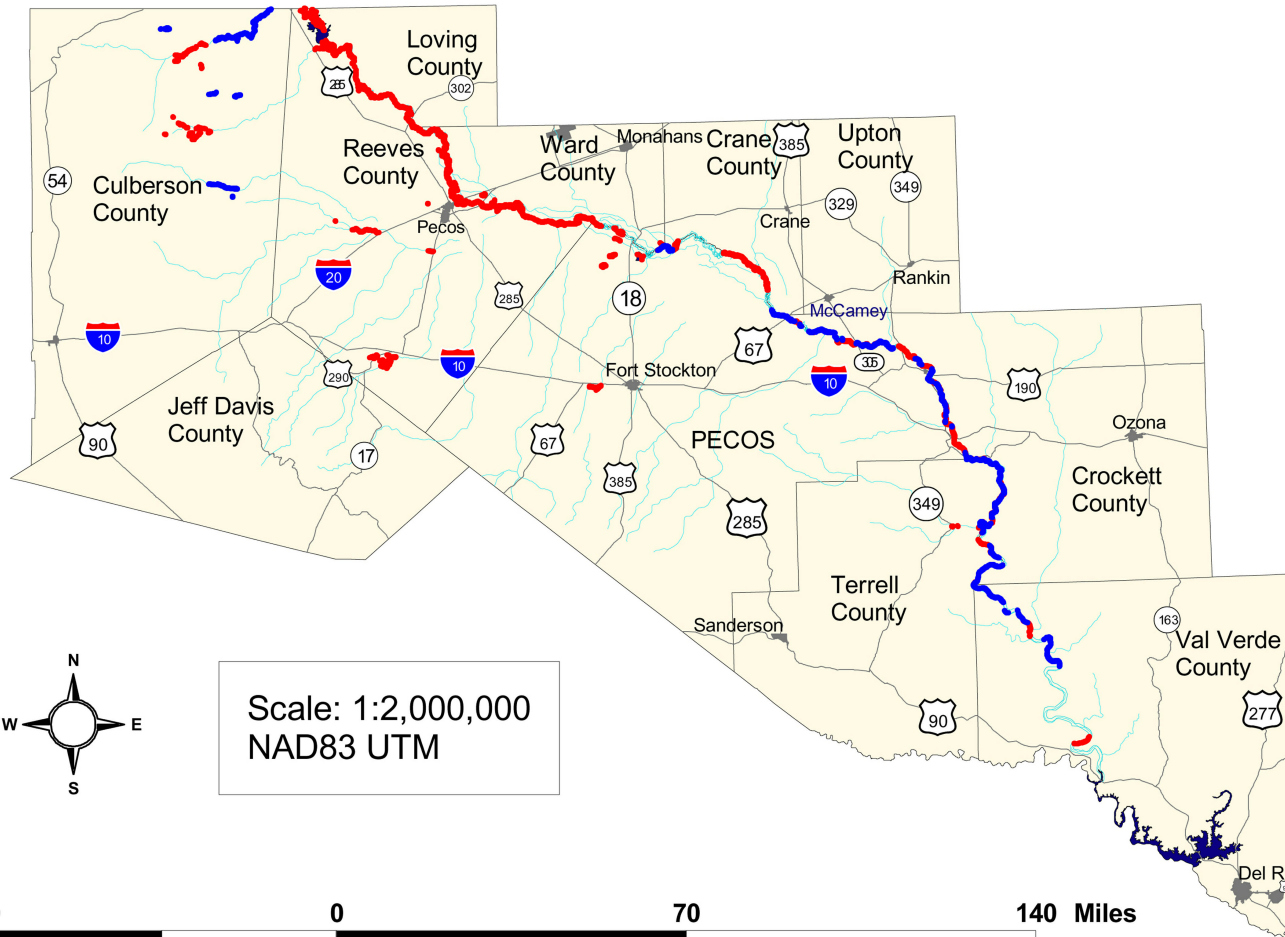 Loving
County
285
302
Reeves
County
Ward
County
Monahans
Crane
County
385
Upton
County
349
329
54
Culberson
County
Pecos
Crane
20
285
18
Rankin
McCamey
10
67
305
290
10
Fort Stockton
10
190
Jeff Davis
County
90
17
67
385
PECOS
Ozona
Crockett
County
285
349
Terrell
County
Sanderson
163
Val Verde
County
90
277
N
W
E
S
Scale: 1:2,000,000
NAD83 UTM
Del R
0
70
140 Miles